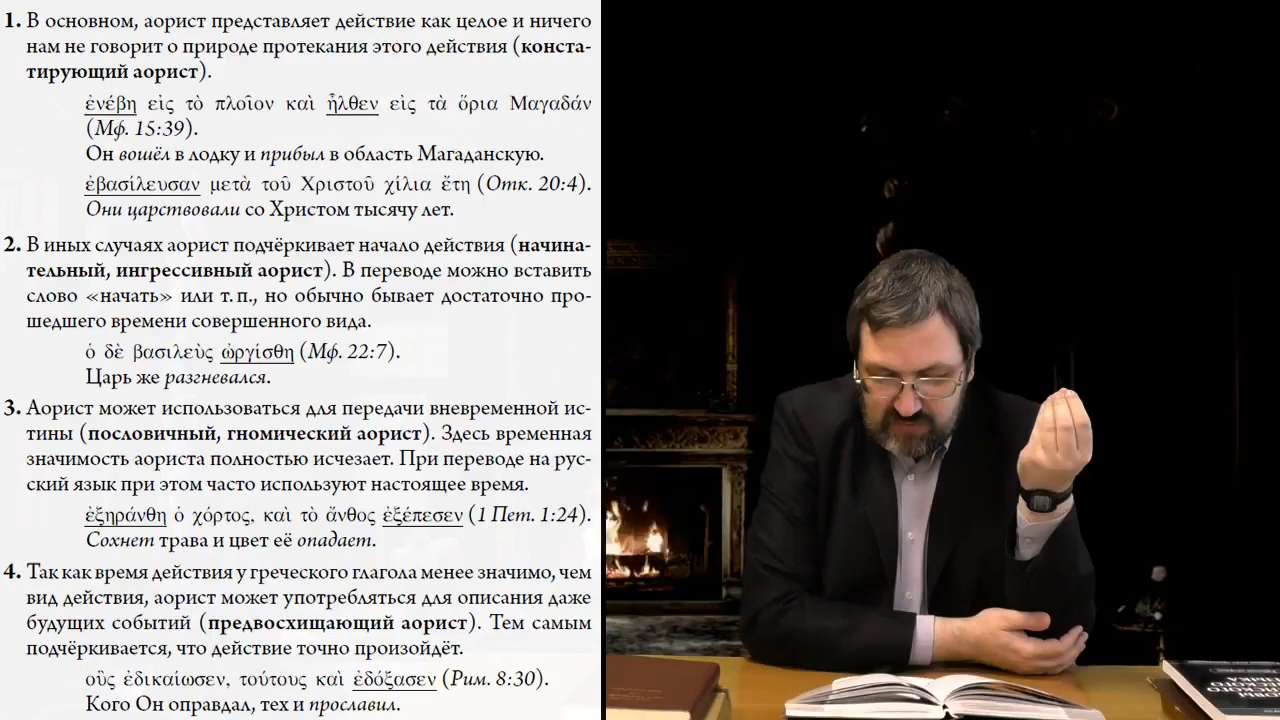 1. В основном, аорист представляет действие как целое и ничего
нам не говорит о природе протекания этого действия (конста-
тирующий аорист).
ἐνέβη εἰς τὸ πλοῖον καὶ ἦλθεν εἰς τὰ ὅρια Μαγαδάν
(Мф. 15:39).
Он вошёл в лодку и прибыл в область Магаданскую.
ἐβασίλευσαν μετὰ τοῦ Χριστοῦ χίλια ἔτη (Отк. 20:4).
Они царствовали со Христом тысячу лет.
2. В иных случаях аорист подчёркивает начало действия (начина-
тельный, ингрессивный аорист). В переводе можно вставить
слово «начать» или т. п., но обычно бывает достаточно про-
шедшего времени совершенного вида.
ὁ δὲ βασιλεὺς ὠργίσθη (Мф. 22:7).
Царь же разгневался.
3. Аорист может использоваться для передачи вневременной ис-
тины (пословичный, гномический аорист). Здесь временная
значимость аориста полностью исчезает. При переводе на рус-
ский язык при этом часто используют настоящее время.
ἐξηράνθη ὁ χόρτος, καὶ τὸ ἄνθος ἐξέπεσεν (1 Пет. 1:24).
Сохнет трава и цвет её опадает.
4. Так как время действия у греческого глагола менее значимо, чем
вид действия, аорист может употребляться для описания даже
будущих событий (предвосхищающий аорист). Тем самым
подчёркивается, что действие точно произойдёт.
οὓς ἐδικαίωσεν, τούτους καὶ ἐδόξασεν (Рим. 8:30).
Кого Он оправдал, тех и прославил.